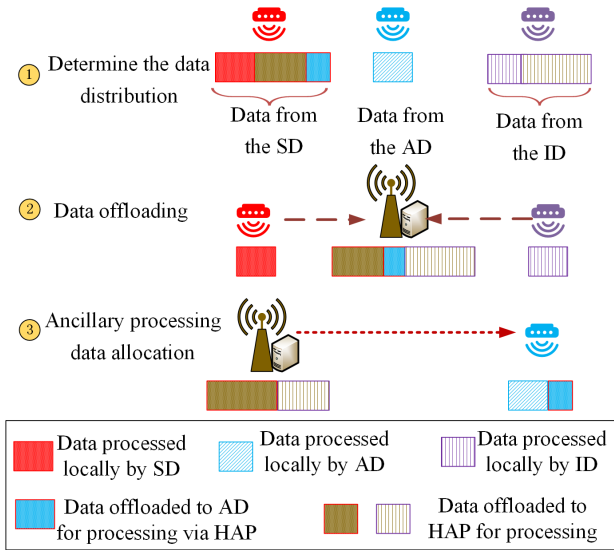 1 Determine the data
distribution
Data from
the SD
Data from
the AD
Data from
the ID
2 Data offloading
3 Ancillary processing
data allocation
Data processed
locally by SD
Data processed
locally by AD
Data processed
locally by ID
Data offloaded to AD
for processing via HAP
Data offloaded to
HAP for processing